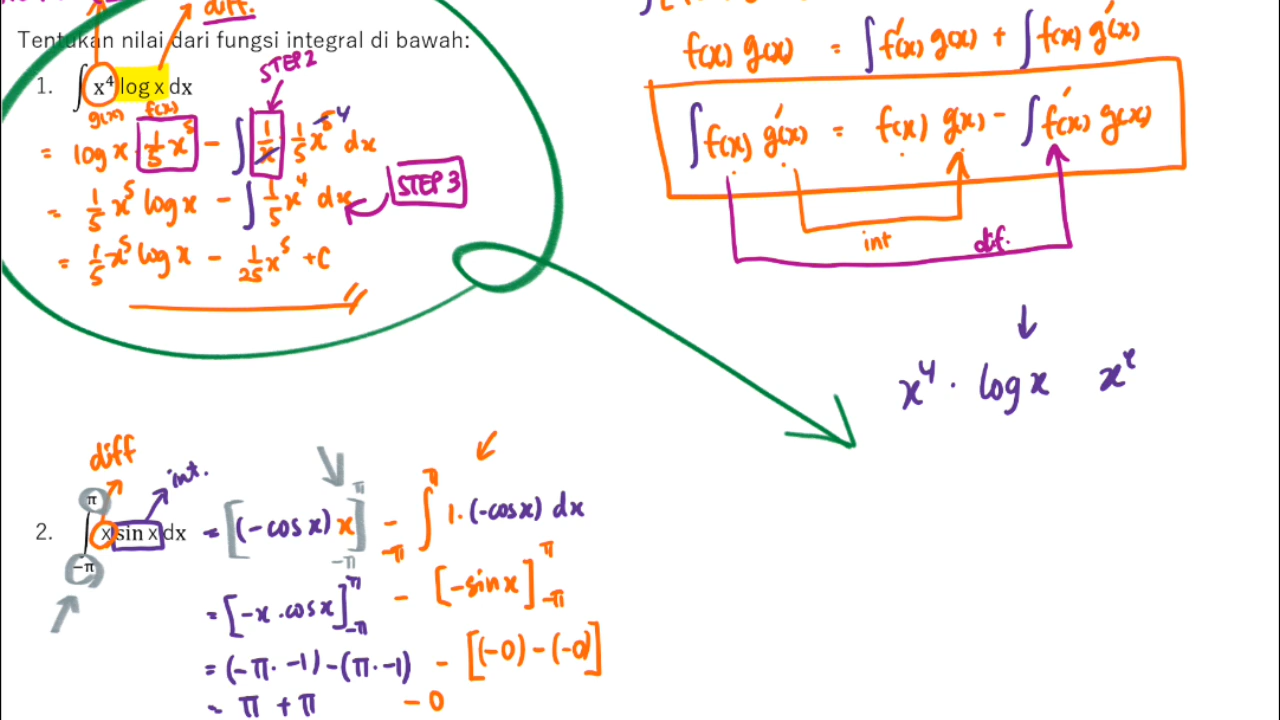 diff.
Tentukan nilai dari fungsi integral di bawah:
1. ∫ x⁴ log x dx
STEP 2
g(x) f(x)
= log x · 1/5 x⁵ − ∫ 1/x · 1/5 x⁵ ⁴ dx
= 1/5 x⁵ log x − ∫ 1/5 x⁴ dx
STEP 3
= 1/5 x⁵ log x − 1/25 x⁵ + C
f(x) g(x) = ∫ f'(x) g(x) + ∫ f(x) g'(x)
∫ f(x) g'(x) = f(x) g(x) − ∫ f'(x) g(x)
int
dif.
x⁴ · log x
diff
int.
2. ∫_{-π}^{π} x sin x dx = [(-cos x) x]_{-π}^{π} − ∫_{-π}^{π} 1·(-cos x) dx
= [-x·cos x]_{-π}^{π} − [-sin x]_{-π}^{π}
= (-π·-1) − (π·-1) − [(-0) − (-0)]
= π + π − 0